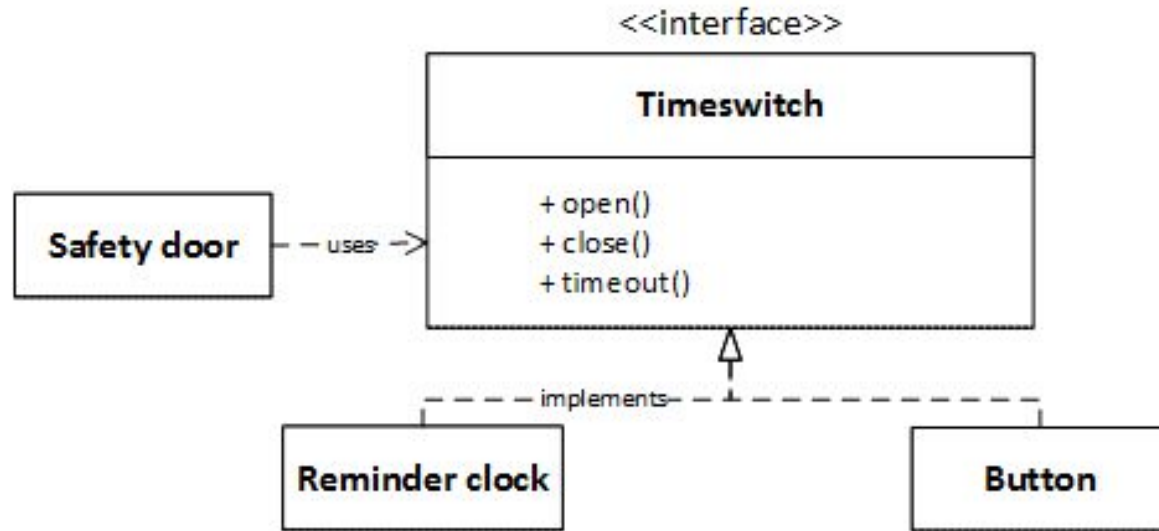 <<interface>>
Timeswitch
+ open()
+ close()
+ timeout()
Safety door
uses
implements
Reminder clock
Button